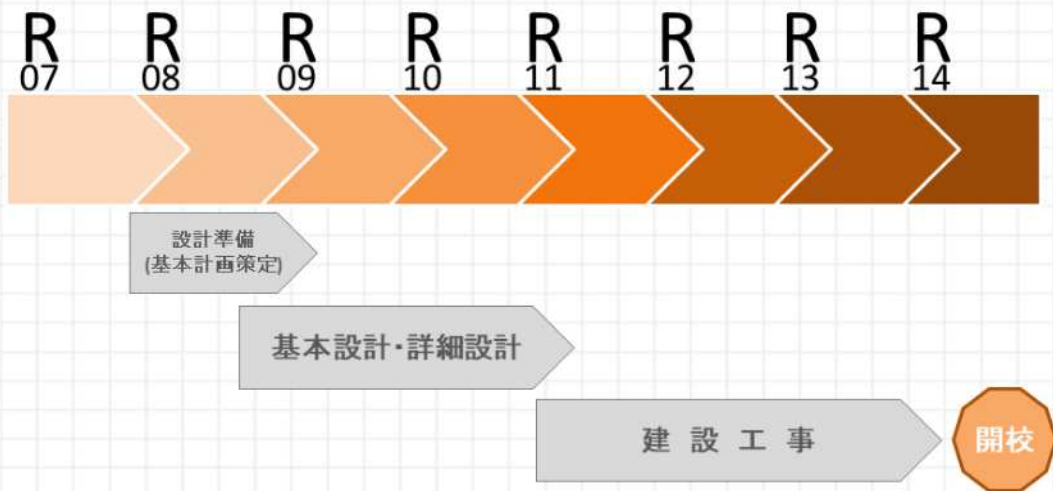 R R R R R R R R
07 08 09 10 11 12 13 14
設計準備
(基本計画策定)
基本設計・詳細設計
建設工事
開校